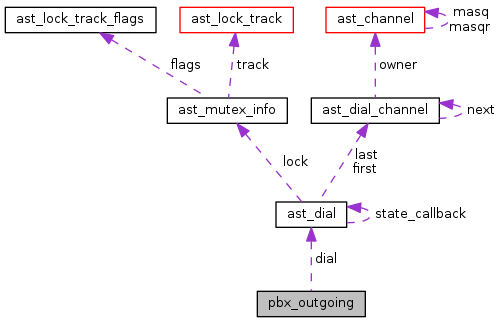 ast_lock_track_flags
ast_lock_track
ast_channel
masq
masqr
flags
track
owner
ast_mutex_info
ast_dial_channel
next
lock
last
first
ast_dial
state_callback
dial
pbx_outgoing